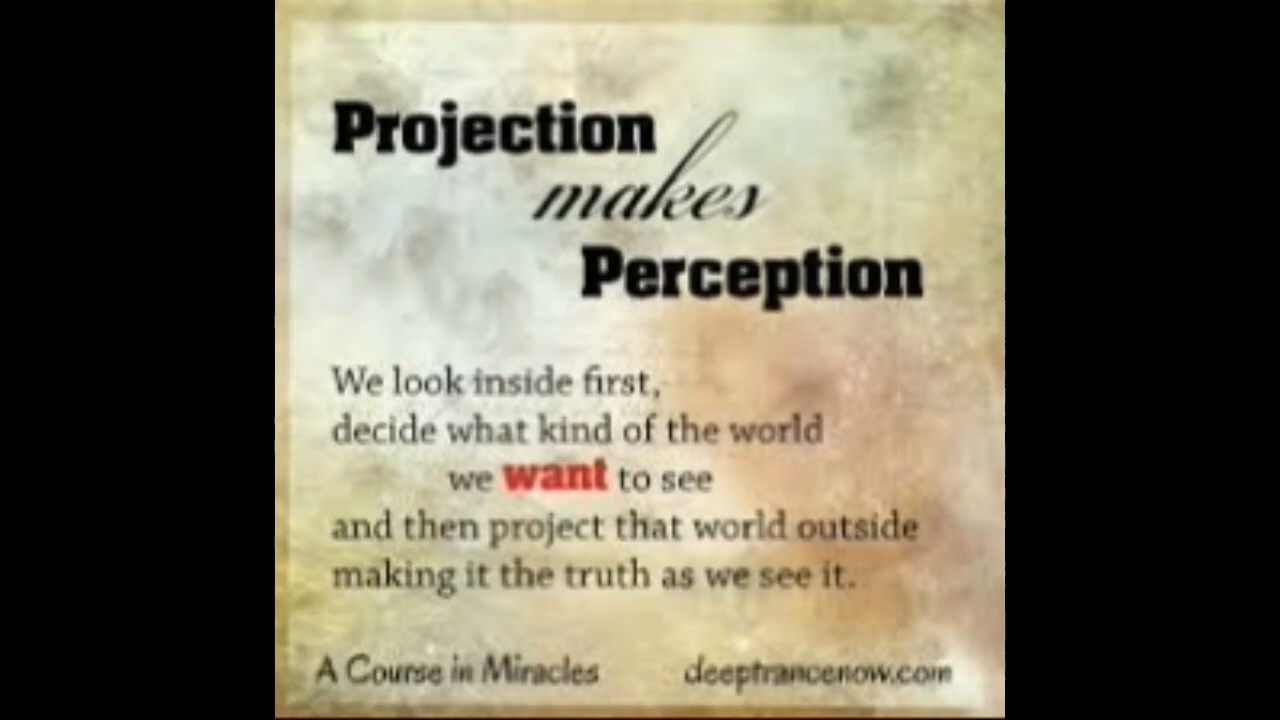 Projection
makes
Perception
We look inside first,
decide what kind of the world
we want to see
and then project that world outside
making it the truth as we see it.
A Course in Miracles
deeptrancenow.com